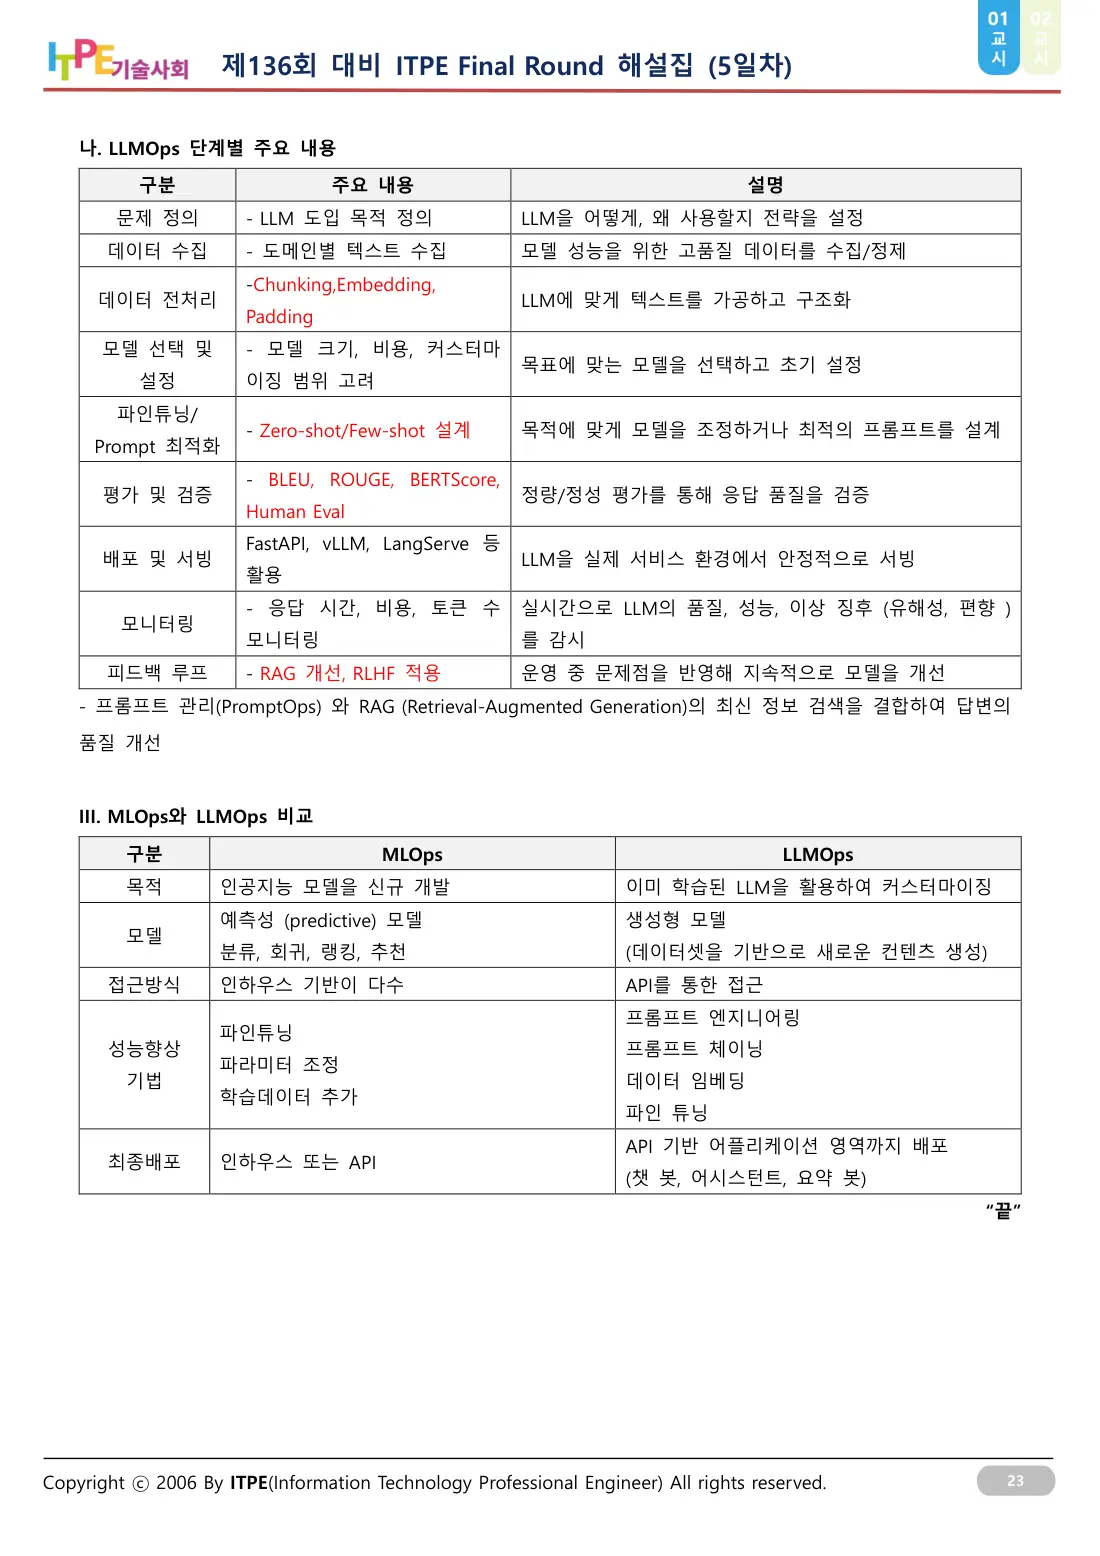 ITPE기술사회 제136회 대비 ITPE Final Round 해설집 (5일차)
01
교
시
02
교
시
나. LLMOps 단계별 주요 내용
구분 주요 내용 설명
문제 정의 - LLM 도입 목적 정의 LLM을 어떻게, 왜 사용할지 전략을 설정
데이터 수집 - 도메인별 텍스트 수집 모델 성능을 위한 고품질 데이터를 수집/정제
데이터 전처리 -Chunking,Embedding,
Padding
LLM에 맞게 텍스트를 가공하고 구조화
모델 선택 및
설정
- 모델 크기, 비용, 커스터마
이징 범위 고려
목표에 맞는 모델을 선택하고 초기 설정
파인튜닝/
Prompt 최적화
- Zero-shot/Few-shot 설계
목적에 맞게 모델을 조정하거나 최적의 프롬프트를 설계
평가 및 검증
- BLEU, ROUGE, BERTScore,
Human Eval
정량/정성 평가를 통해 응답 품질을 검증
배포 및 서빙
FastAPI, vLLM, LangServe 등
활용
LLM을 실제 서비스 환경에서 안정적으로 서빙
모니터링
- 응답 시간, 비용, 토큰 수
모니터링
실시간으로 LLM의 품질, 성능, 이상 징후 (유해성, 편향 )
를 감시
피드백 루프 - RAG 개선, RLHF 적용 운영 중 문제점을 반영해 지속적으로 모델을 개선
- 프롬프트 관리(PromptOps) 와 RAG (Retrieval-Augmented Generation)의 최신 정보 검색을 결합하여 답변의
품질 개선
III. MLOps와 LLMOps 비교
구분 MLOps LLMOps
목적 인공지능 모델을 신규 개발 이미 학습된 LLM을 활용하여 커스터마이징
모델
예측성 (predictive) 모델
분류, 회귀, 랭킹, 추천
생성형 모델
(데이터셋을 기반으로 새로운 컨텐츠 생성)
접근방식 인하우스 기반이 다수 API를 통한 접근
성능향상
기법
파인튜닝
파라미터 조정
학습데이터 추가
프롬프트 엔지니어링
프롬프트 체이닝
데이터 임베딩
파인 튜닝
최종배포 인하우스 또는 API
API 기반 어플리케이션 영역까지 배포
(챗 봇, 어시스턴트, 요약 봇)
“끝”
Copyright ⓒ 2006 By ITPE(Information Technology Professional Engineer) All rights reserved.
23